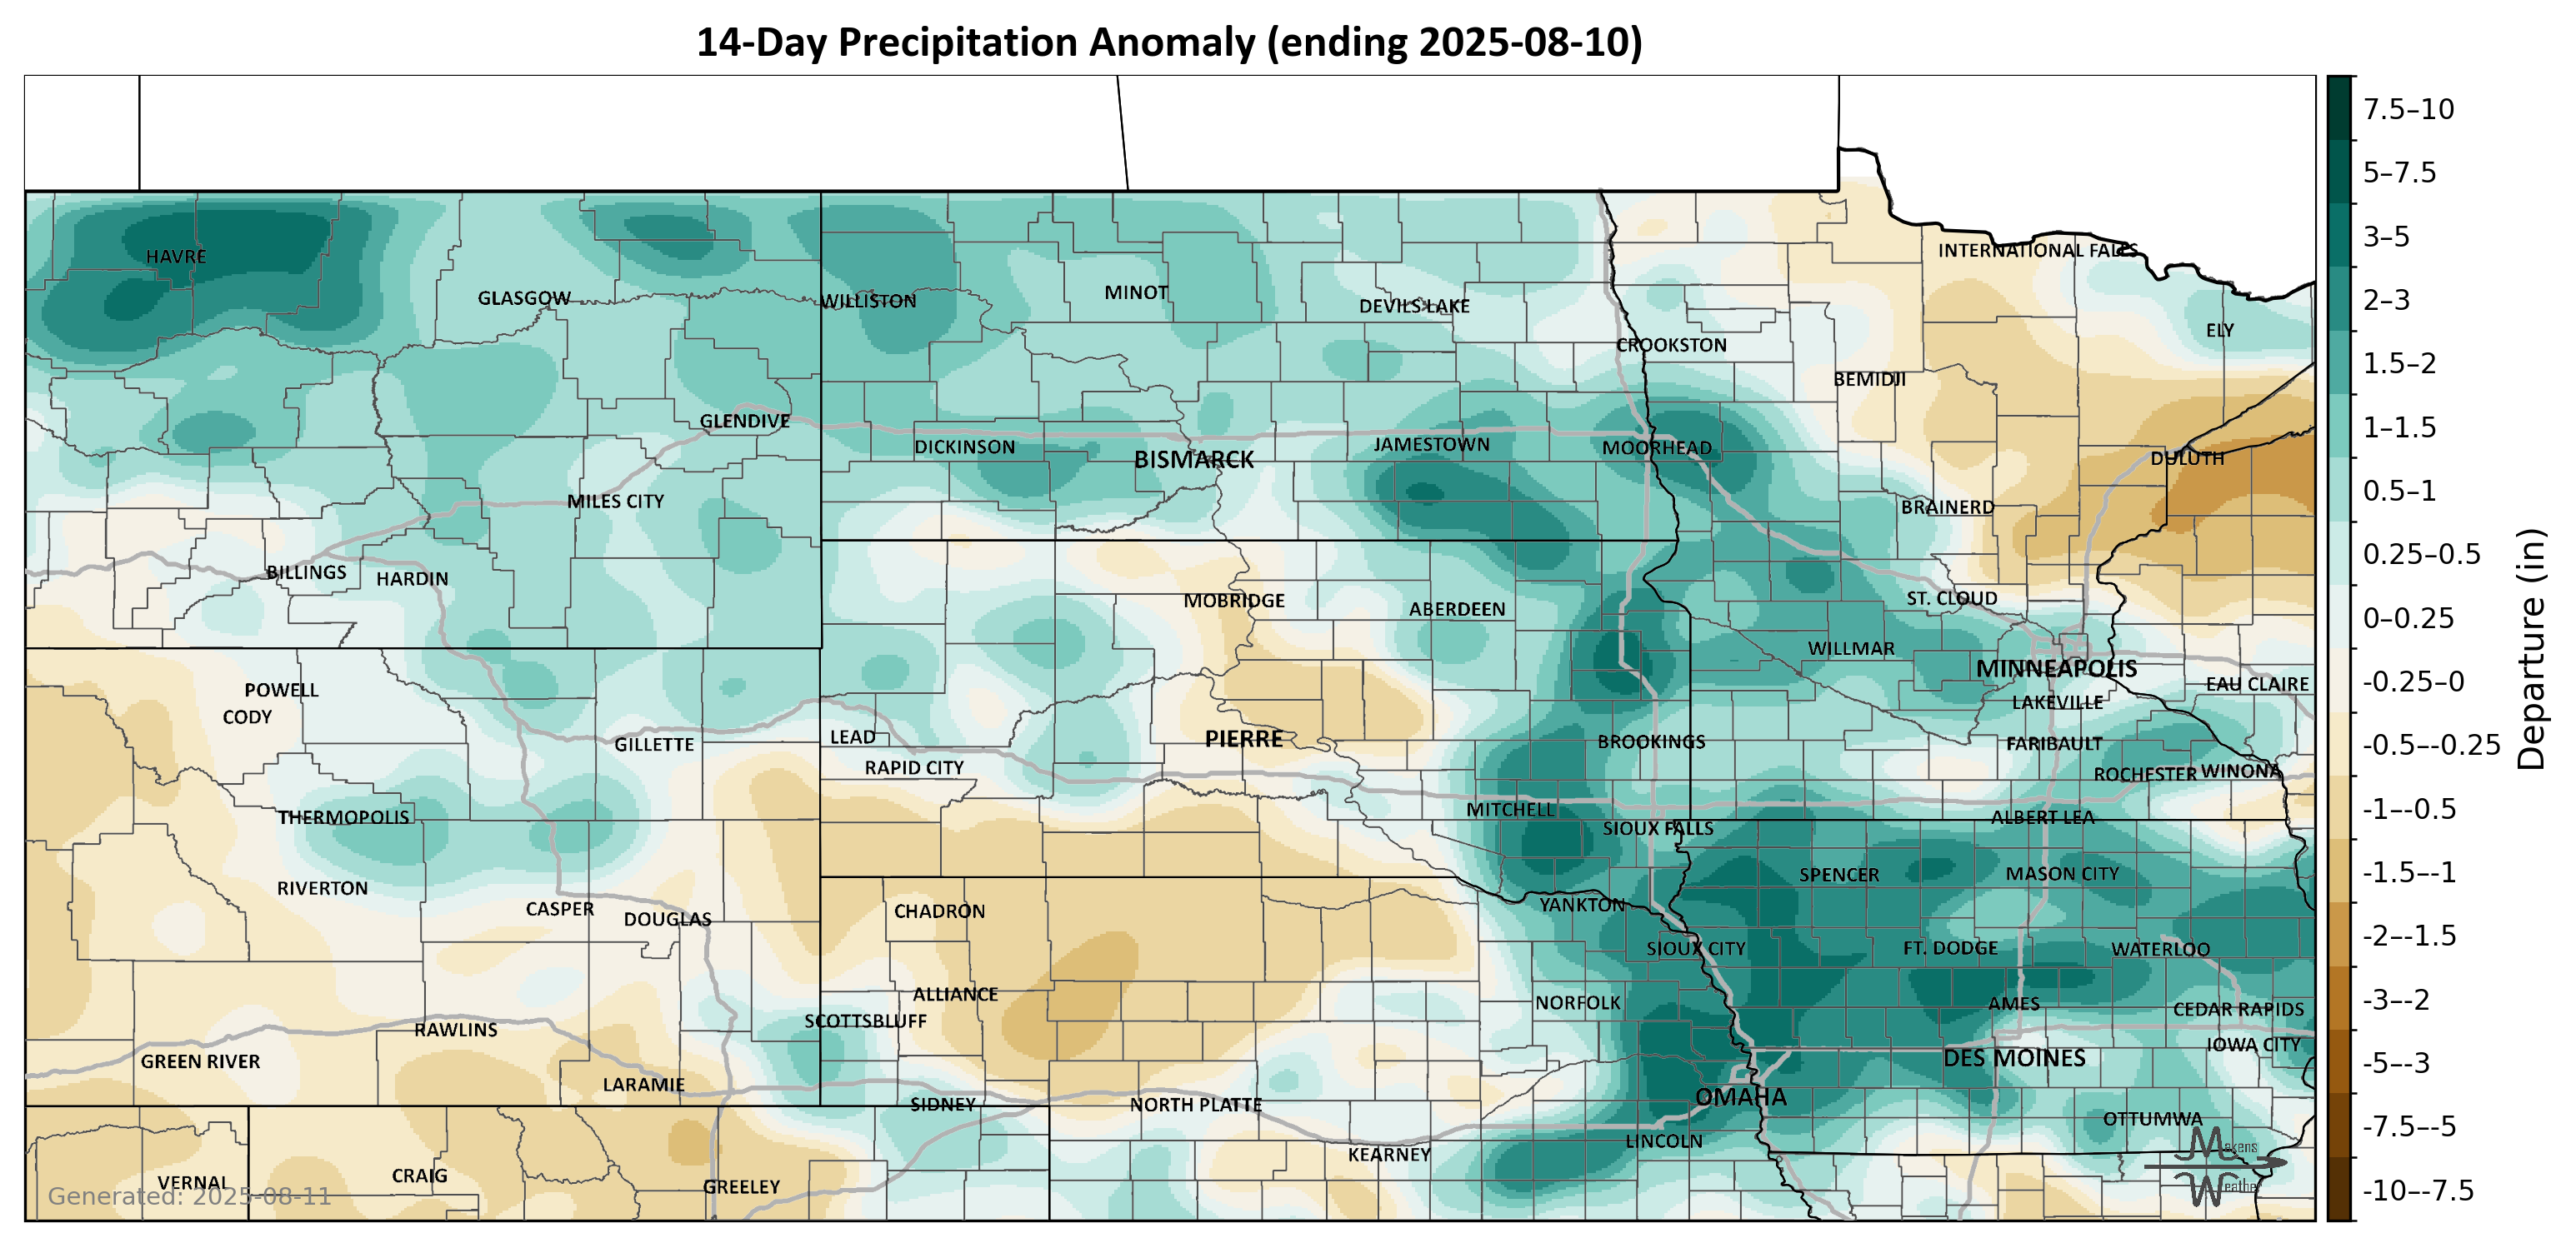 14-Day Precipitation Anomaly (ending 2025-08-10)
HAVRE
GLASGOW
WILLISTON
MINOT
DEVILS LAKE
INTERNATIONAL FALLS
ELY
CROOKSTON
BEMIDJI
GLENDIVE
DICKINSON
BISMARCK
JAMESTOWN
MOORHEAD
DULUTH
MILES CITY
BRAINERD
BILLINGS
HARDIN
MOBRIDGE
ABERDEEN
ST. CLOUD
WILLMAR
MINNEAPOLIS
EAU CLAIRE
POWELL
CODY
LAKEVILLE
GILLETTE
LEAD
PIERRE
BROOKINGS
FARIBAULT
RAPID CITY
ROCHESTER
WINONA
THERMOPOLIS
MITCHELL
SIOUX FALLS
ALBERT LEA
RIVERTON
SPENCER
MASON CITY
CASPER
DOUGLAS
CHADRON
YANKTON
SIOUX CITY
FT. DODGE
WATERLOO
ALLIANCE
NORFOLK
AMES
CEDAR RAPIDS
SCOTTSBLUFF
RAWLINS
IOWA CITY
GREEN RIVER
DES MOINES
LARAMIE
OMAHA
SIDNEY
NORTH PLATTE
OTTUMWA
LINCOLN
KEARNEY
VERNAL
CRAIG
GREELEY
Generated: 2025-08-11
Makens
Weather
7.5–10
5–7.5
3–5
2–3
1.5–2
1–1.5
0.5–1
0.25–0.5
0–0.25
-0.25–0
-0.5–-0.25
-1–-0.5
-1.5–-1
-2–-1.5
-3–-2
-5–-3
-7.5–-5
-10–-7.5
Departure (in)